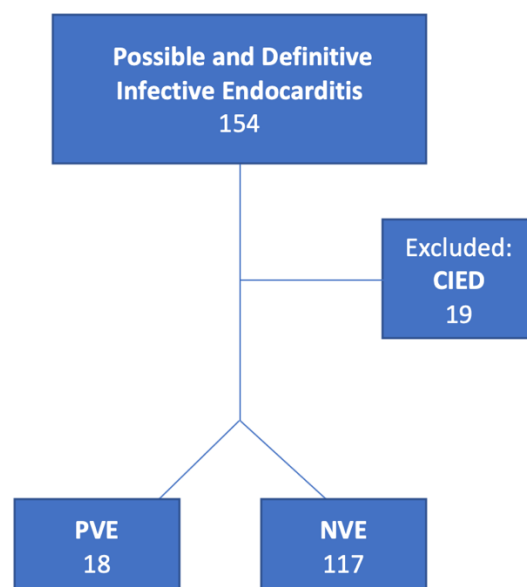 Possible and Definitive
Infective Endocarditis
154
Excluded:
CIED
19
PVE
18
NVE
117